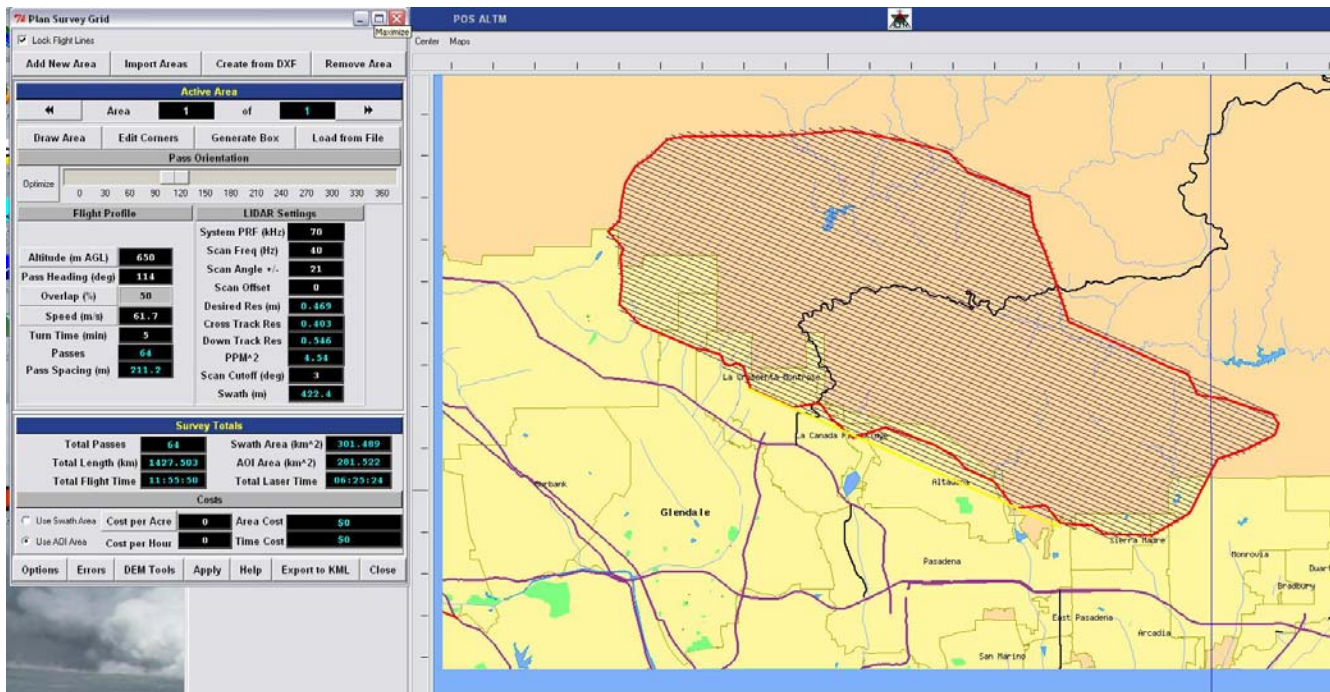 Plan Survey Grid
Maximize
Lock Flight Lines
Add New Area Import Areas Create from DXF Remove Area
Active Area
Area 1 of 1
Draw Area Edit Corners Generate Box Load from File
Pass Orientation
Optimize
0 30 60 90 120 150 180 210 240 270 300 330 360
Flight Profile LIDAR Settings
System PRF (kHz) 70
Scan Freq (Hz) 40
Altitude (m AGL) 650
Scan Angle +/- 21
Pass Heading (deg) 114
Scan Offset 0
Overlap (%) 50
Desired Res (m) 0.469
Speed (m/s) 61.7
Cross Track Res 0.403
Turn Time (min) 5
Down Track Res 0.546
Passes 64
PPM^2 4.54
Pass Spacing (m) 211.2
Scan Cutoff (deg) 3
Swath (m) 422.4
Survey Totals
Total Passes 64 Swath Area (km^2) 301.489
Total Length (km) 1427.503 AOI Area (km^2) 281.522
Total Flight Time 11:55:50 Total Laser Time 06:25:24
Costs
Use Swath Area Cost per Acre 0 Area Cost $0
Use AOI Area Cost per Hour 0 Time Cost $0
Options Errors DEM Tools Apply Help Export to KML Close
POS ALTM
Center Maps
La Crescenta-Montrose
La Canada Flintridge
Altadena
Burbank
Glendale
Sierra Madre
Pasadena
Monrovia
Duart
Bradbury
East Pasadena
Arcadia
San Marino